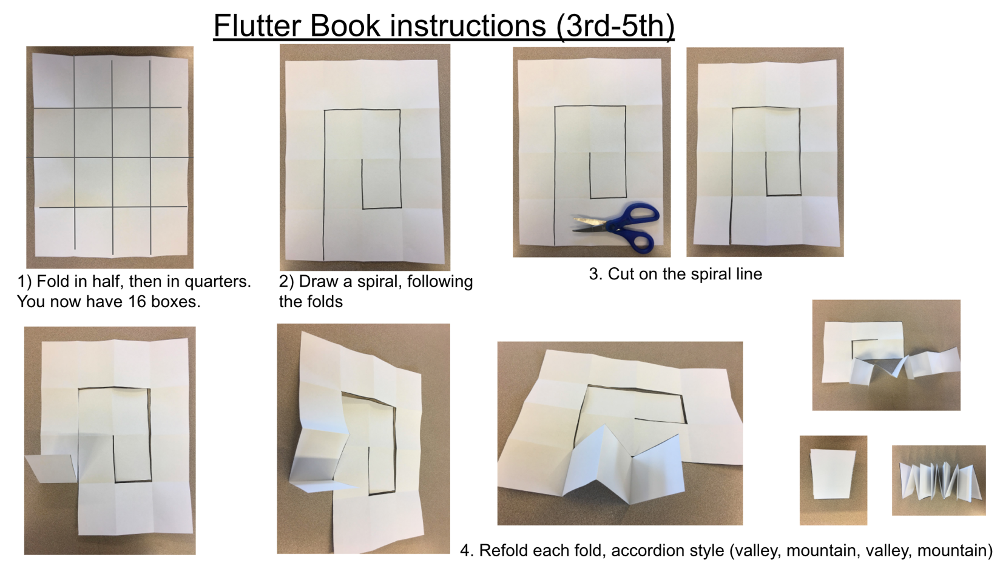 Flutter Book instructions (3rd-5th)
1) Fold in half, then in quarters.
You now have 16 boxes.
2) Draw a spiral, following
the folds
3. Cut on the spiral line
4. Refold each fold, accordion style (valley, mountain, valley, mountain)